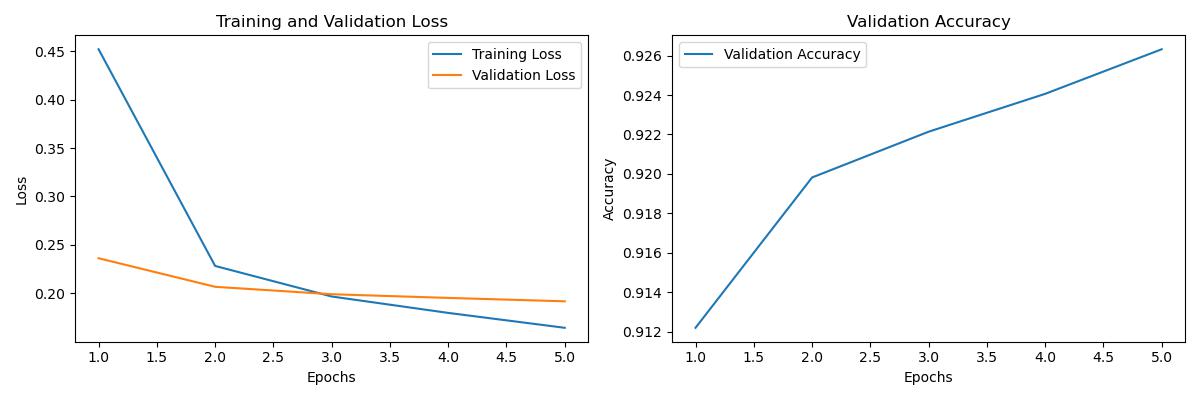 Training and Validation Loss
Training Loss
Validation Loss
0.45
0.40
0.35
0.30
0.25
0.20
Loss
1.0 1.5 2.0 2.5 3.0 3.5 4.0 4.5 5.0
Epochs
Validation Accuracy
Validation Accuracy
0.926
0.924
0.922
0.920
0.918
0.916
0.914
0.912
Accuracy
1.0 1.5 2.0 2.5 3.0 3.5 4.0 4.5 5.0
Epochs